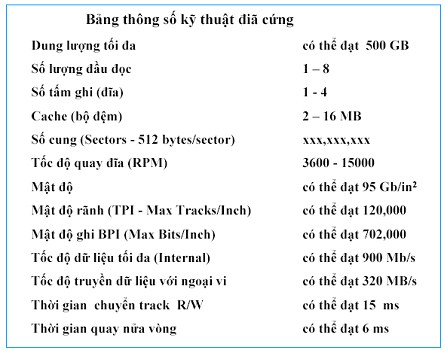 Bảng thông số kỹ thuật điã cứng
Dung lượng tối đa có thể đạt 500 GB
Số lượng đầu đọc 1 – 8
Số tấm ghi (đĩa) 1 - 4
Cache (bộ đệm) 2 – 16 MB
Số cung (Sectors - 512 bytes/sector) xxx,xxx,xxx
Tốc độ quay đĩa (RPM) 3600 - 15000
Mật độ có thể đạt 95 Gb/in²
Mật độ rãnh (TPI - Max Tracks/Inch) có thể đạt 120,000
Mật độ ghi BPI (Max Bits/Inch) có thể đạt 702,000
Tốc độ dữ liệu tối đa (Internal) có thể đạt 900 Mb/s
Tốc độ truyền dữ liệu với ngoại vi có thể đạt 320 MB/s
Thời gian chuyển track R/W có thể đạt 15 ms
Thời gian quay nửa vòng có thể đạt 6 ms